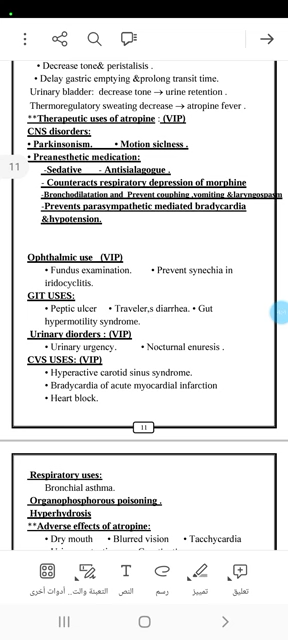 • Decrease tone& peristalisis .
• Delay gastric emptying &prolong transit time.
Urinary bladder:  decrease tone → urine retention .
Thermoregulatory sweating decrease → atropine fever .
**Therapeutic uses of atropine : (VIP)
CNS disorders:
• Parkinsonism.     • Motion siclness .
11
• Preanesthetic medication:
-Sedative     - Antisialagogue .
- Counteracts respiratory depression of morphine
-Bronchodilatation and  Prevent couphing ,vomiting &laryngospasm
-Prevents parasympathetic mediated bradycardia
&hypotension.
Ophthalmic use   (VIP)
• Fundus examination.     • Prevent synechia in
iridocyclitis.
GIT USES:
• Peptic ulcer    • Traveler,s diarrhea. • Gut
hypermotility syndrome.
Urinary diorders : (VIP)
• Urinary urgency.     • Nocturnal enuresis .
CVS USES: (VIP)
• Hyperactive carotid sinus syndrome.
• Bradycardia of acute myocardial infarction
• Heart block.
11
Respiratory uses:
Bronchial asthma.
Organophosphorous poisoning .
Hyperhydrosis
**Adverse effects of atropine:
• Dry mouth     • Blurred vision     • Tacchycardia
تعليق
تمييز
رسم
النص
التعبئة والت..
أدوات أخرى